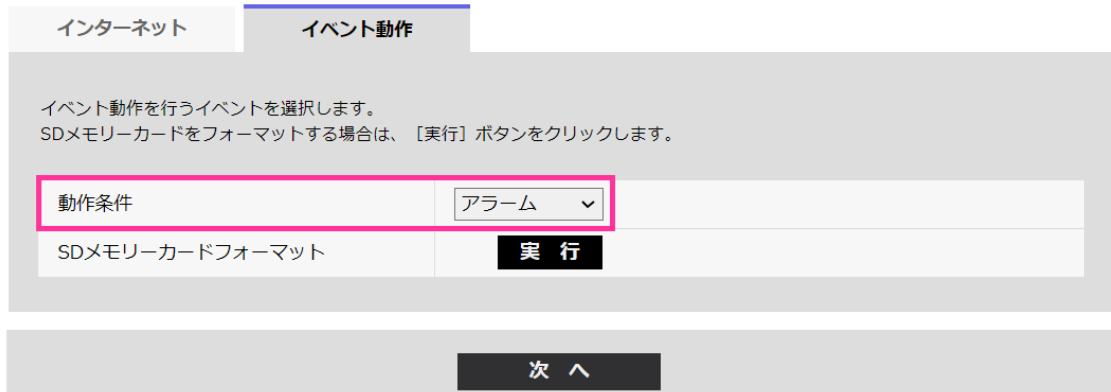 インターネット イベント動作
イベント動作を行うイベントを選択します。
SDメモリーカードをフォーマットする場合は、［実行］ボタンをクリックします。
動作条件 アラーム
SDメモリーカードフォーマット 実 行
次 へ